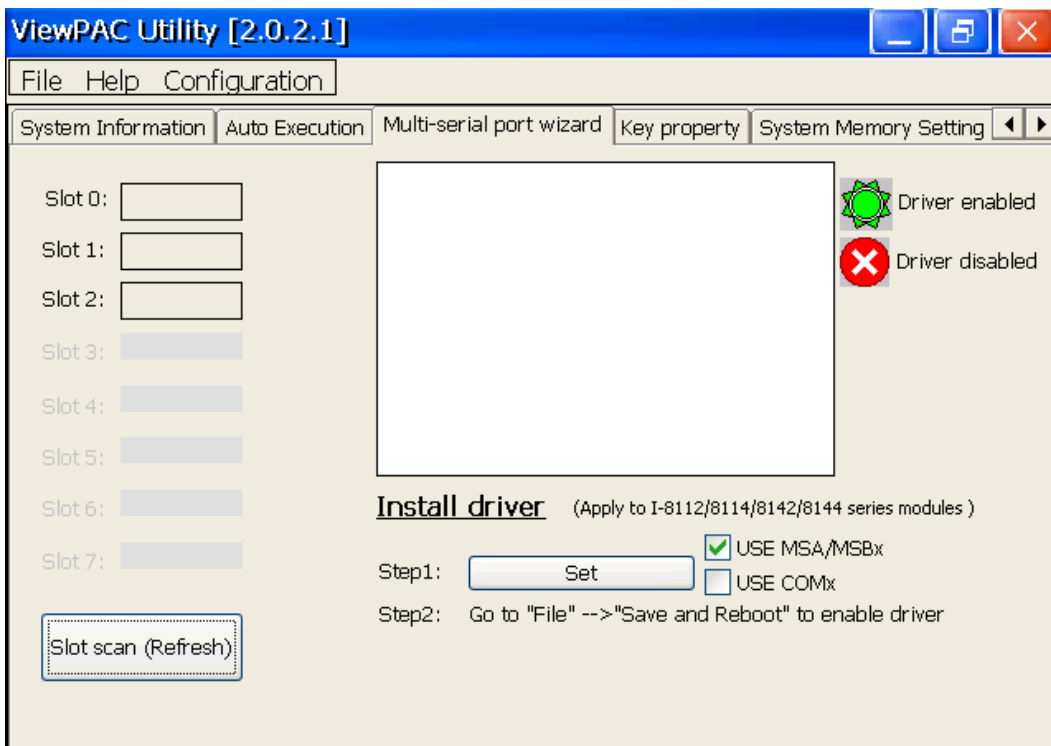 ViewPAC Utility [2.0.2.1]
File Help Configuration
System Information Auto Execution Multi-serial port wizard Key property System Memory Setting
Slot 0:
Slot 1:
Slot 2:
Slot 3:
Slot 4:
Slot 5:
Slot 6:
Slot 7:
Slot scan (Refresh)
Driver enabled
Driver disabled
Install driver (Apply to I-8112/8114/8142/8144 series modules )
Step1: Set
USE MSA/MSBx
USE COMx
Step2: Go to "File" -->"Save and Reboot" to enable driver